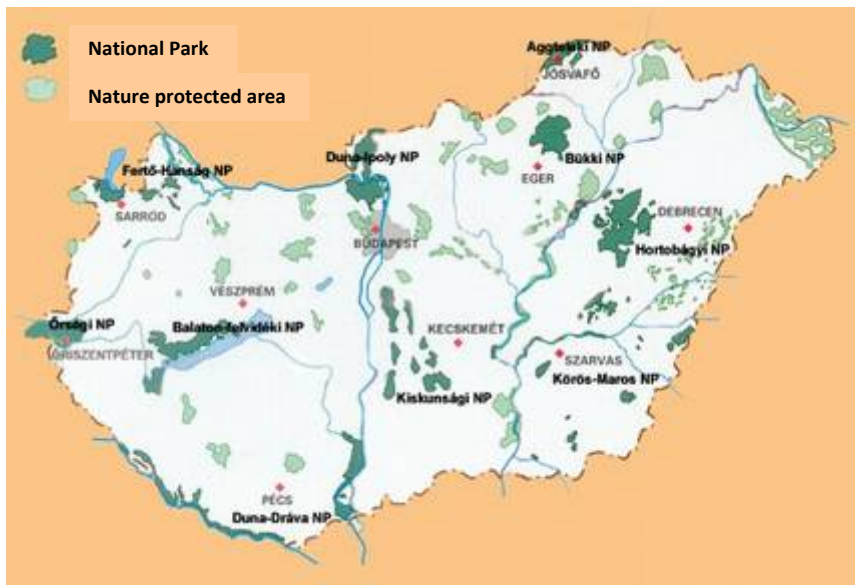 National Park
Nature protected area
Aggteleki NP
JÓSVAFŐ
Duna-Ipoly NP
Bükki NP
Fertő-Hanság NP
EGER
SARRÓD
DEBRECEN
BUDAPEST
Hortobágyi NP
VESZPRÉM
Őrségi NP
Balaton-felvidéki NP
KECSKEMÉT
ŐRISZENTPÉTER
SZARVAS
Körös-Maros NP
Kiskunsági NP
PÉCS
Duna-Dráva NP